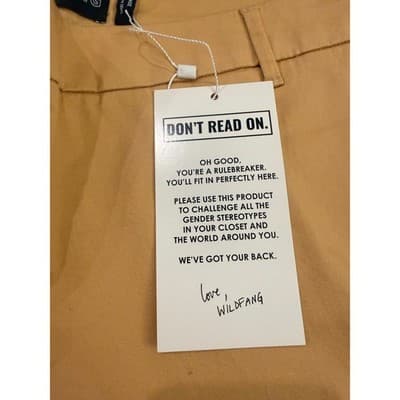 DON'T READ ON.
OH GOOD,
YOU'RE A RULEBREAKER.
YOU'LL FIT IN PERFECTLY HERE.
PLEASE USE THIS PRODUCT
TO CHALLENGE ALL THE
GENDER STEREOTYPES
IN YOUR CLOSET AND
THE WORLD AROUND YOU.
WE'VE GOT YOUR BACK.
love,
WILDFANG